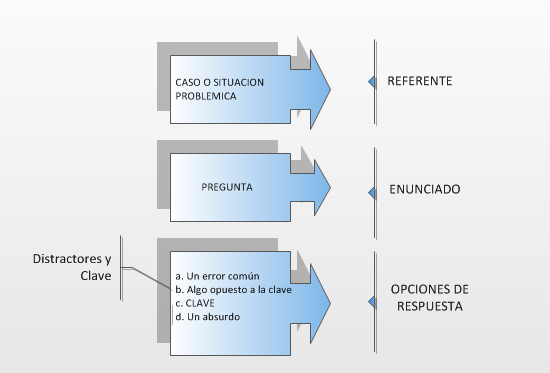 CASO O SITUACION
PROBLEMICA
REFERENTE
PREGUNTA
ENUNCIADO
Distractores y
Clave
a. Un error común
b. Algo opuesto a la clave
c. CLAVE
d. Un absurdo
OPCIONES DE
RESPUESTA